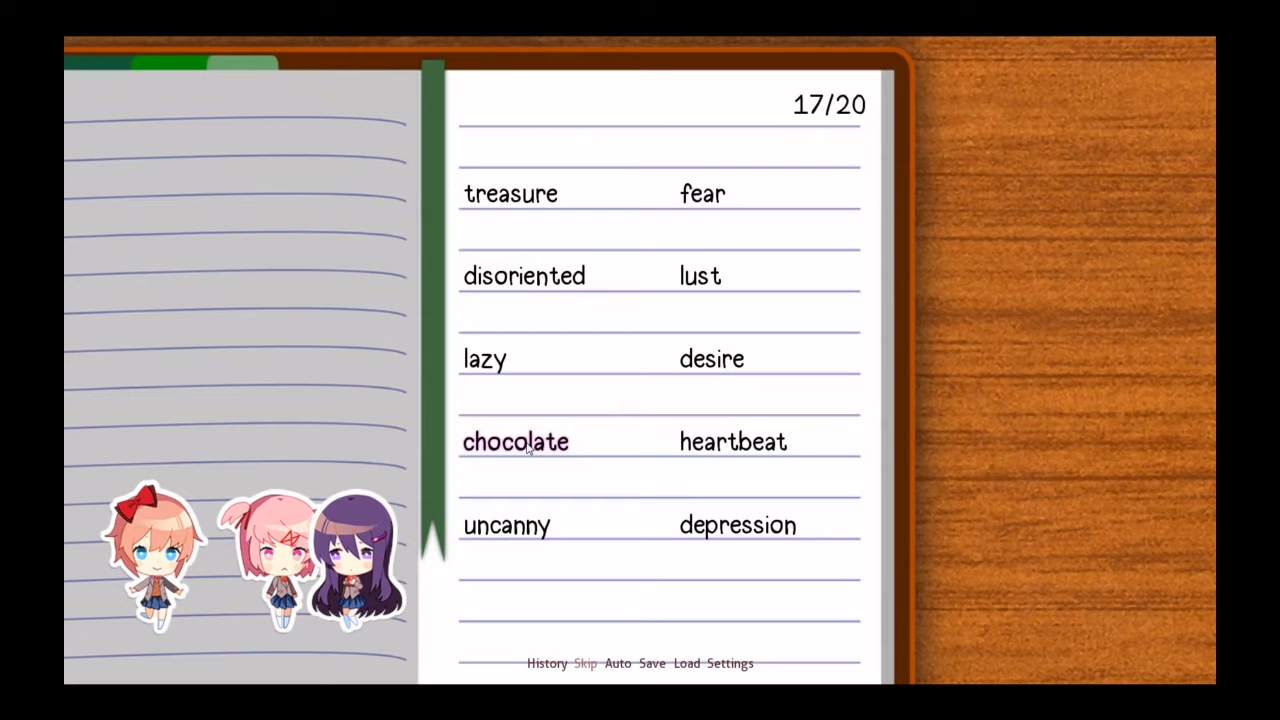 17/20
treasure fear
disoriented lust
lazy desire
chocolate heartbeat
uncanny depression
History Skip Auto Save Load Settings